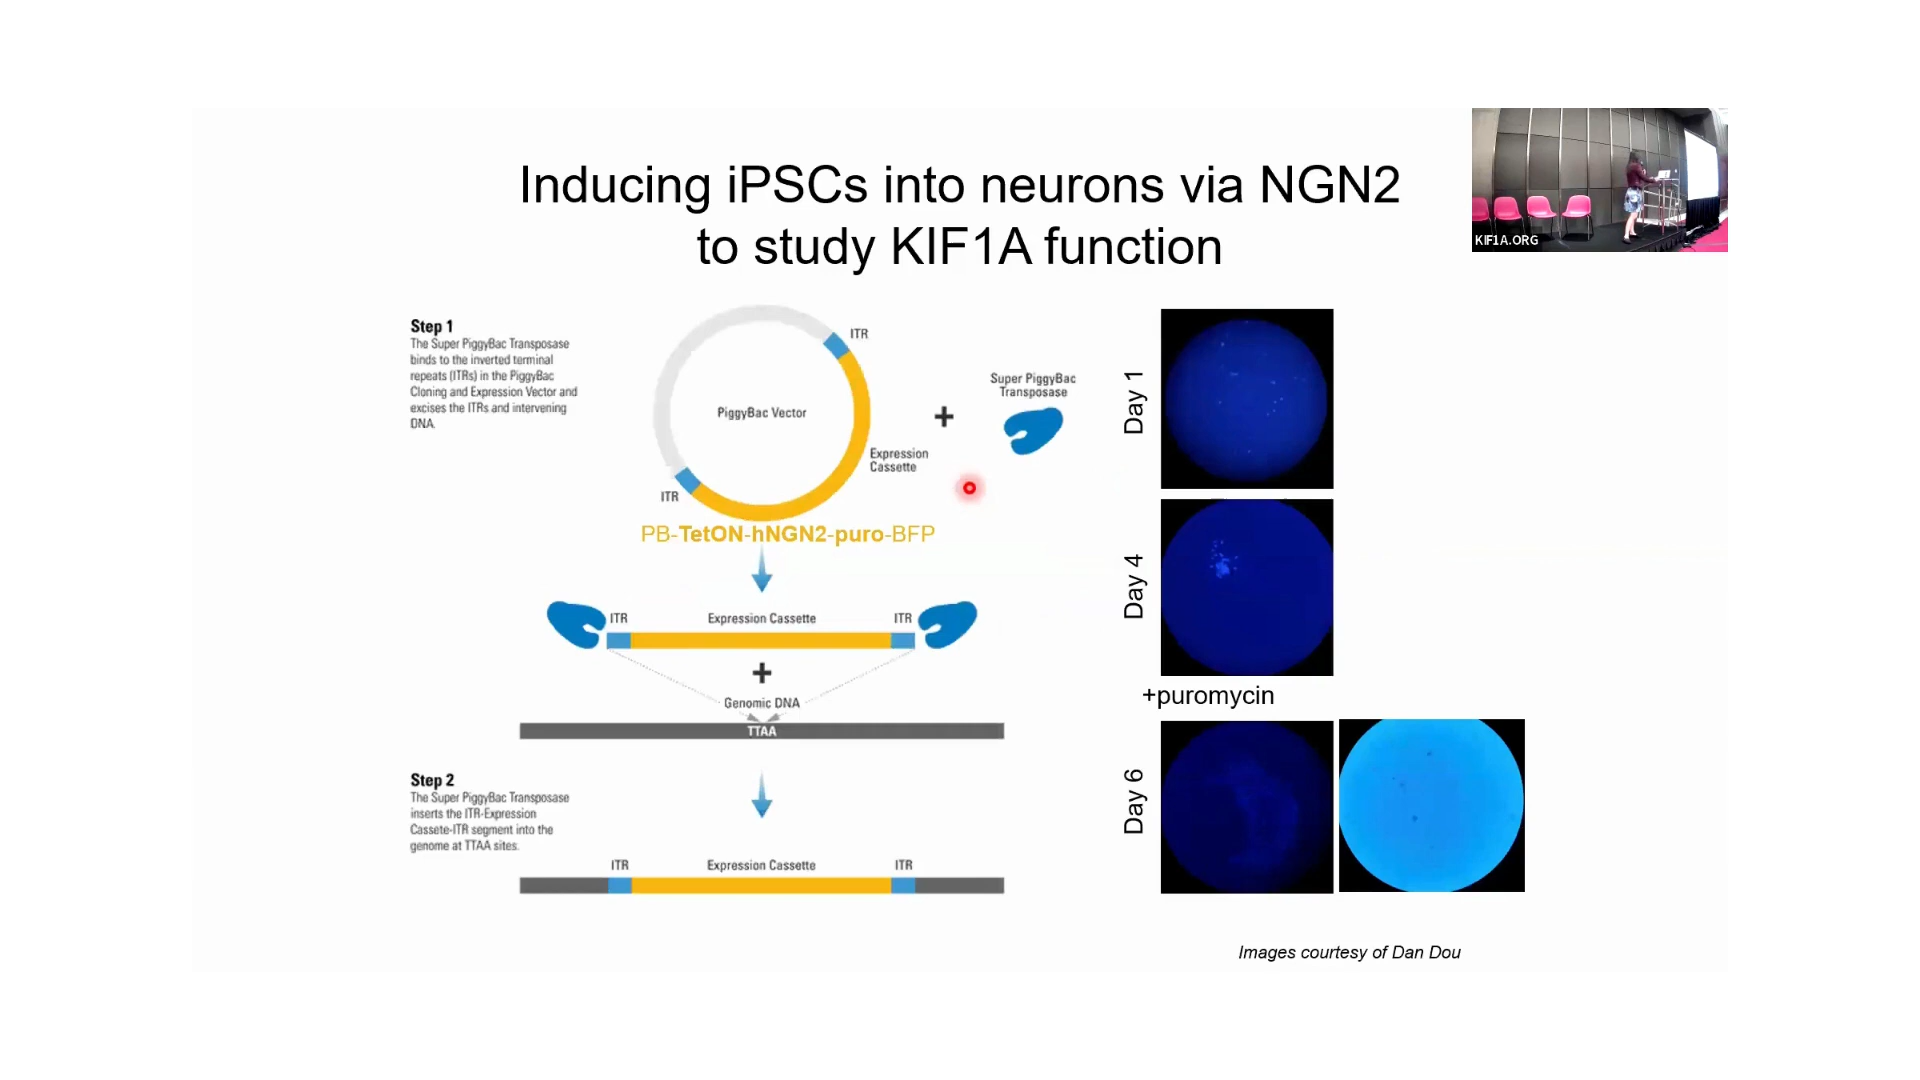 Inducing iPSCs into neurons via NGN2
to study KIF1A function
KIF1A.ORG
Step 1
The Super PiggyBac Transposase
binds to the inverted terminal
repeats (ITRs) in the PiggyBac
Cloning and Expression Vector and
excises the ITRs and intervening
DNA.
ITR
PiggyBac Vector
Expression
Cassette
ITR
+
Super PiggyBac
Transposase
PB-TetON-hNGN2-puro-BFP
ITR
Expression Cassette
ITR
+
Genomic DNA
TTAA
Step 2
The Super PiggyBac Transposase
inserts the ITR-Expression
Cassete-ITR segment into the
genome at TTAA sites.
ITR
Expression Cassette
ITR
Day 1
Day 4
+puromycin
Day 6
Images courtesy of Dan Dou